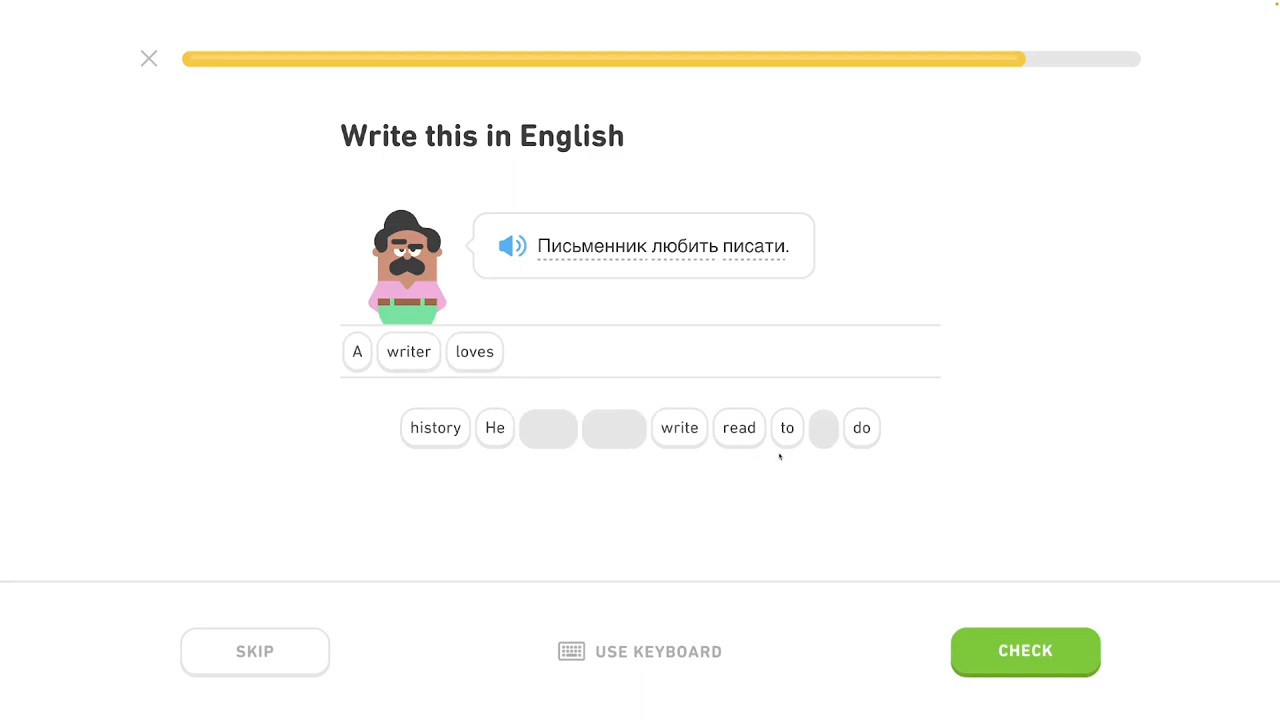 Write this in English
Письменник любить писати.
A writer loves
history He write read to do
SKIP USE KEYBOARD CHECK